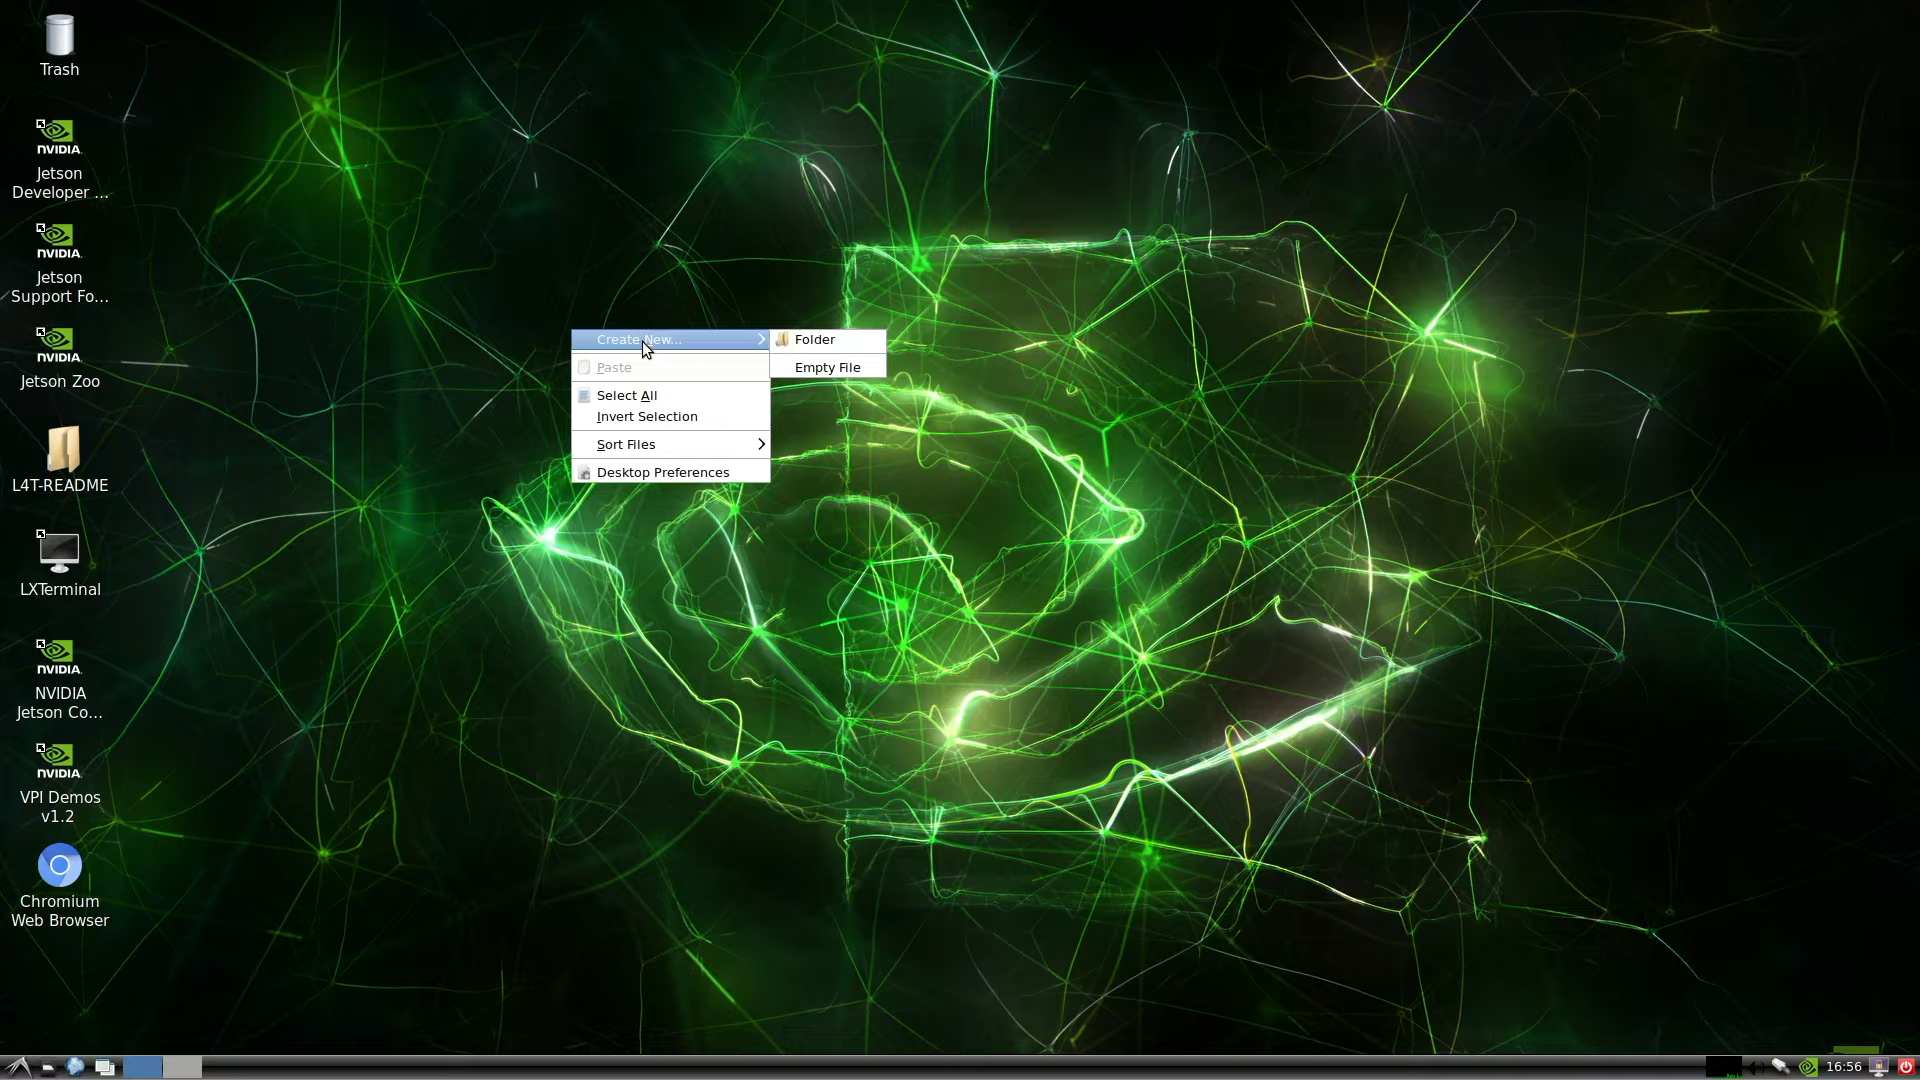 Trash
NVIDIA.
Jetson
Developer ...
NVIDIA.
Jetson
Support Fo...
NVIDIA.
Jetson Zoo
L4T-README
LXTerminal
NVIDIA.
NVIDIA
Jetson Co...
NVIDIA.
VPI Demos
v1.2
Chromium
Web Browser
Create New...
Paste
Select All
Invert Selection
Sort Files
Desktop Preferences
Folder
Empty File
16:56